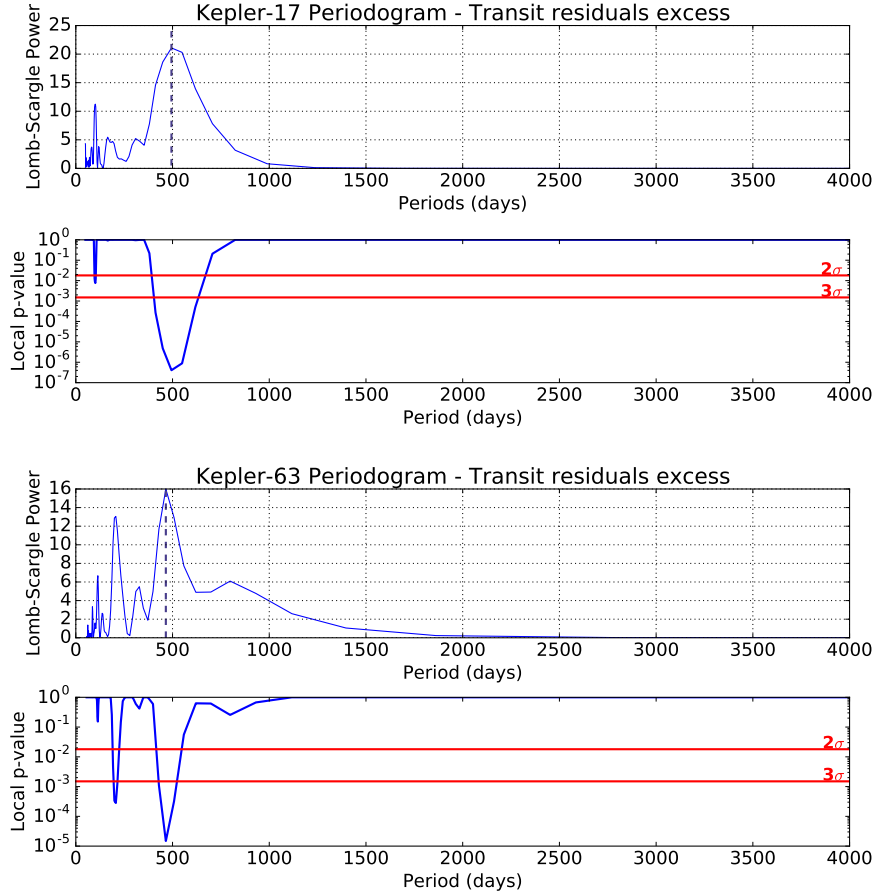 Kepler-17 Periodogram - Transit residuals excess
Lomb-Scargle Power
25
20
15
10
5
0
0 500 1000 1500 2000 2500 3000 3500 4000
Periods (days)
Local p-value
10^0
10^-1
10^-2
10^-3
10^-4
10^-5
10^-6
10^-7
2σ
3σ
0 500 1000 1500 2000 2500 3000 3500 4000
Period (days)
Kepler-63 Periodogram - Transit residuals excess
Lomb-Scargle Power
16
14
12
10
8
6
4
2
0
0 500 1000 1500 2000 2500 3000 3500 4000
Period (days)
Local p-value
10^0
10^-1
10^-2
10^-3
10^-4
10^-5
2σ
3σ
0 500 1000 1500 2000 2500 3000 3500 4000
Period (days)